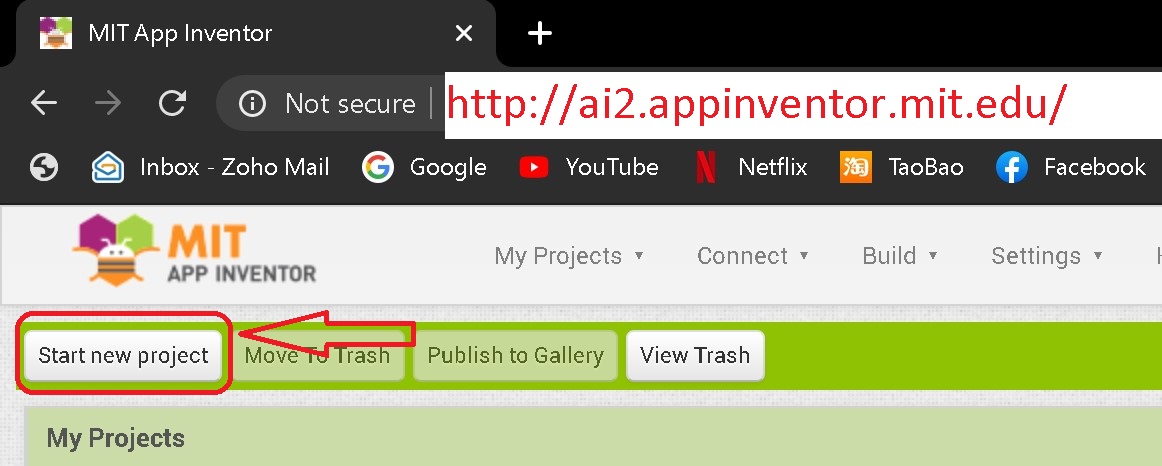 MIT App Inventor
Not secure | http://ai2.appinventor.mit.edu/
Inbox - Zoho Mail Google YouTube Netflix 淘 TaoBao Facebook
MIT
APP INVENTOR
My Projects Connect Build Settings
Start new project Move To Trash Publish to Gallery View Trash
My Projects